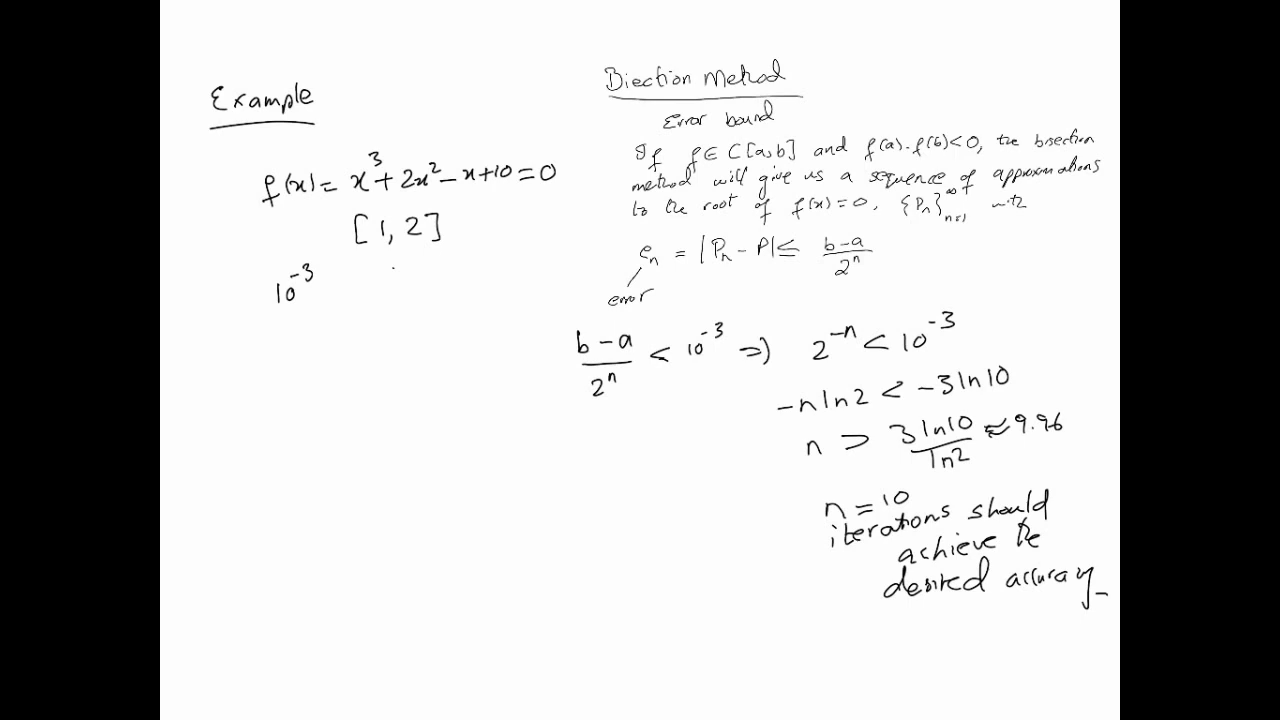 Example
f(x) = x³ + 2x² - x + 10 = 0
[1, 2]
10⁻³
Biection Method
Error bound
If f ∈ C[a,b] and f(a).f(b)<0, the bisection
method will give us a sequence of approximations
to the root of f(x)=0, {Pₙ}ₙ₌₁^∞ with
eₙ = |Pₙ - P| ≤ (b-a)/2ⁿ
error
(b-a)/2ⁿ < 10⁻³ ⇒ 2⁻ⁿ < 10⁻³
-n ln 2 < -3 ln 10
n > 3 ln 10 / ln 2 ≈ 9.96
n = 10
iterations should
achieve the
desired accuracy